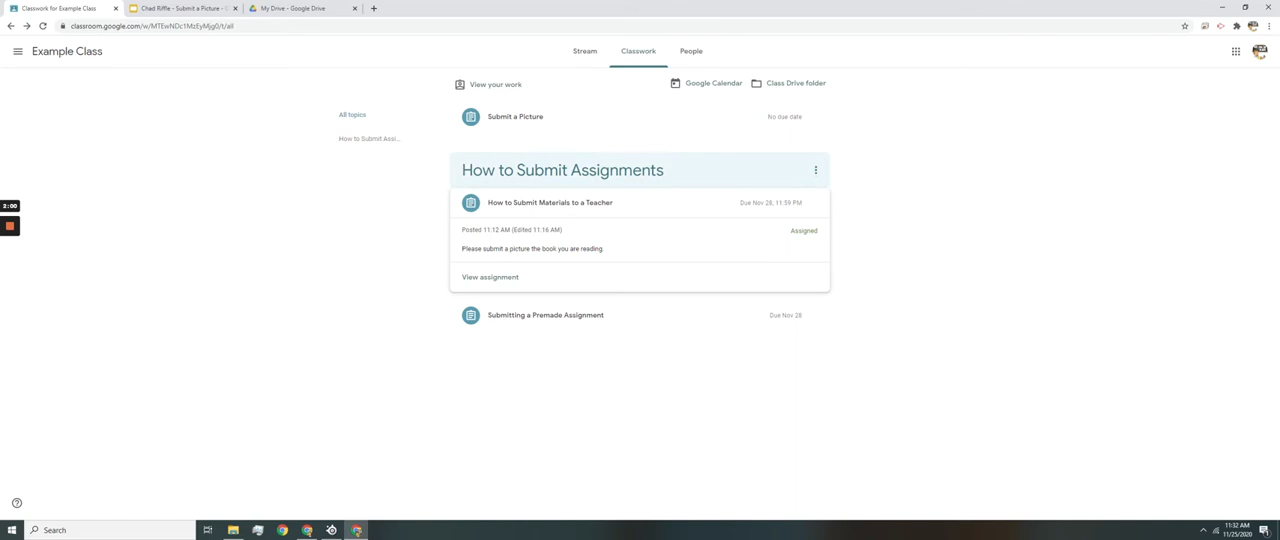 Classwork for Example Class
Chad Riffle - Submit a Picture - G
My Drive - Google Drive
classroom.google.com/w/MTEwNDc1MzEyMjg0/t/all
Example Class
Stream
Classwork
People
View your work
Google Calendar
Class Drive folder
All topics
Submit a Picture
No due date
How to Submit Assi...
How to Submit Assignments
2:00
How to Submit Materials to a Teacher
Due Nov 28, 11:59 PM
Posted 11:12 AM (Edited 11:16 AM)
Assigned
Please submit a picture the book you are reading.
View assignment
Submitting a Premade Assignment
Due Nov 28
Search
11:32 AM
11/25/2020